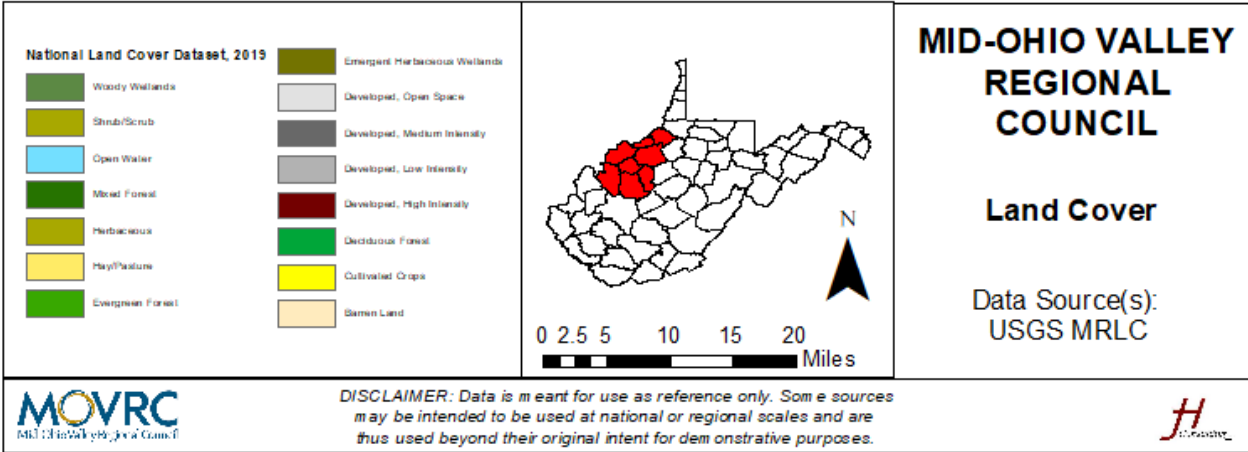 National Land Cover Dataset, 2019
Woody Wetlands
Shrub/Scrub
Open Water
Mixed Forest
Herbaceous
Hay/Pasture
Evergreen Forest
Emergent Herbaceous Wetlands
Developed, Open Space
Developed, Medium Intensity
Developed, Low Intensity
Developed, High Intensity
Deciduous Forest
Cultivated Crops
Barren Land
N
0 2.5 5 10 15 20
Miles
MID-OHIO VALLEY
REGIONAL
COUNCIL
Land Cover
Data Source(s):
USGS MRLC
MOVRC
Mid-Ohio Valley Regional Council
DISCLAIMER: Data is meant for use as reference only. Some sources
may be intended to be used at national or regional scales and are
thus used beyond their original intent for demonstrative purposes.
H